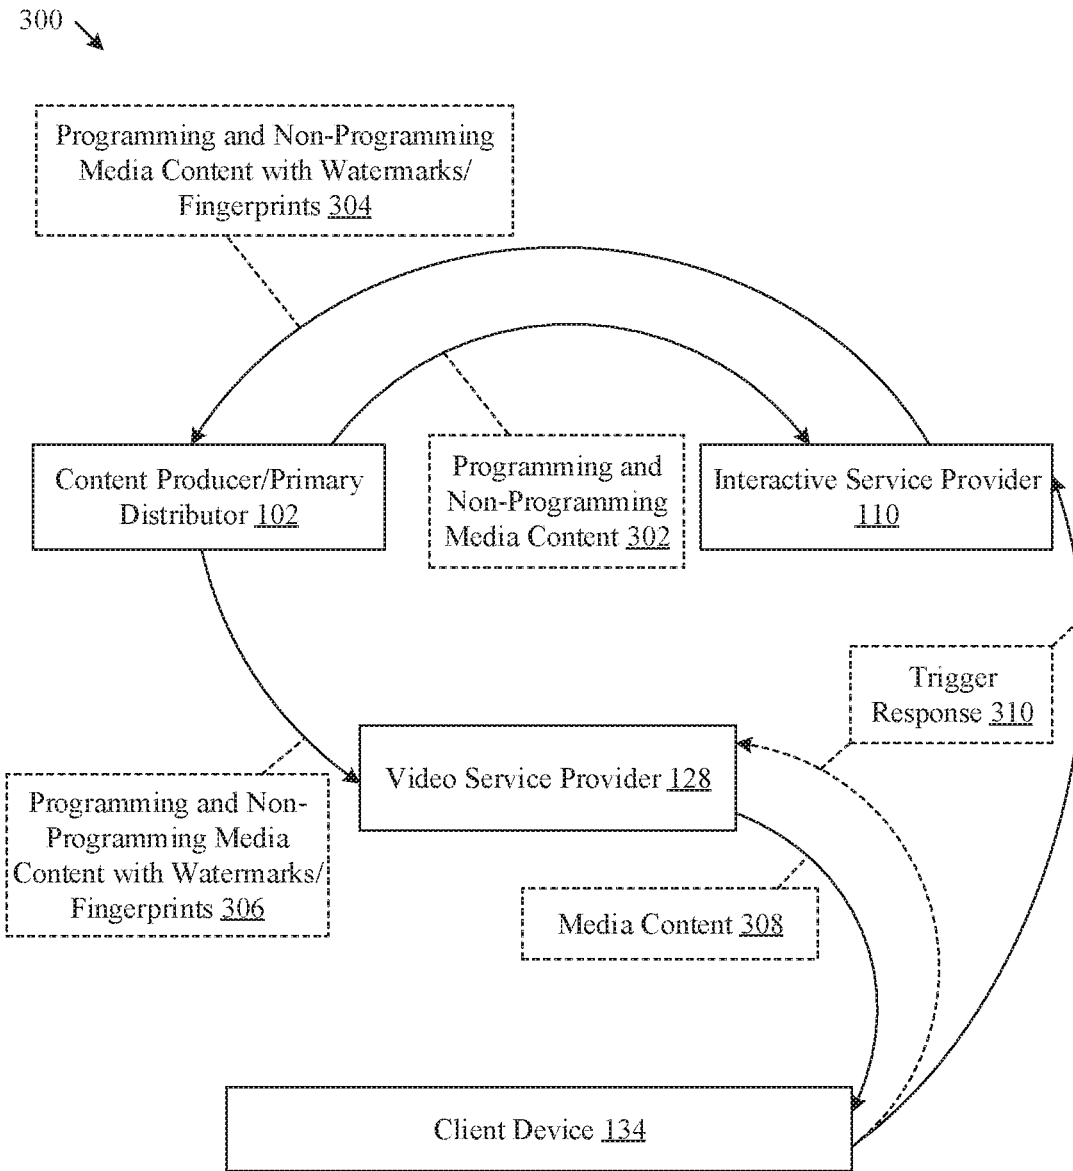 300
Programming and Non-Programming
Media Content with Watermarks/
Fingerprints 304
Content Producer/Primary
Distributor 102
Programming and
Non-Programming
Media Content 302
Interactive Service Provider
110
Trigger
Response 310
Video Service Provider 128
Programming and Non-
Programming Media
Content with Watermarks/
Fingerprints 306
Media Content 308
Client Device 134